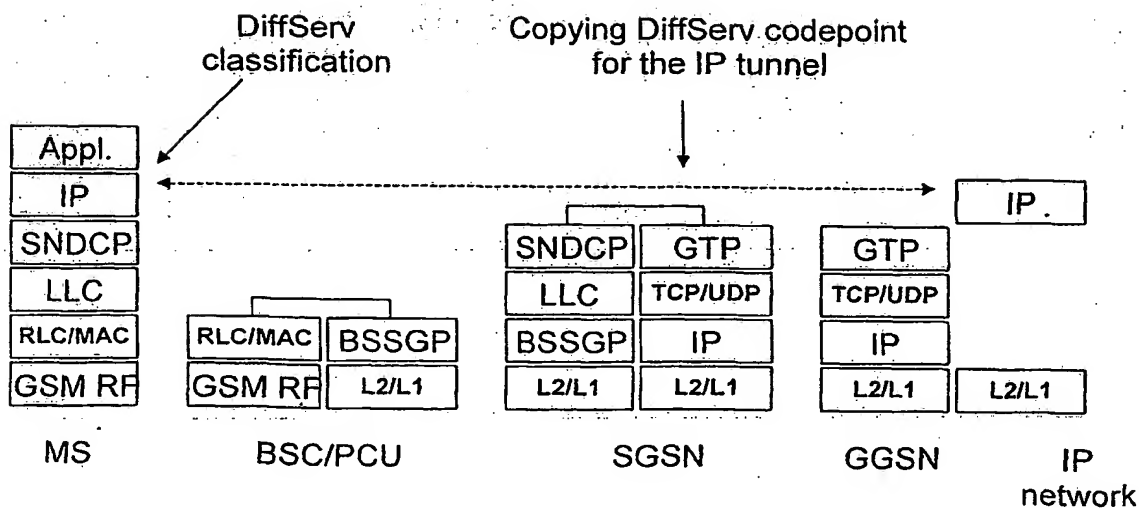 DiffServ
classification
Copying DiffServ codepoint
for the IP tunnel
Appl.
IP
IP
SNDCP
SNDCP
GTP
GTP
LLC
LLC
TCP/UDP
TCP/UDP
RLC/MAC
RLC/MAC
BSSGP
BSSGP
IP
IP
GSM RF
GSM RF
L2/L1
L2/L1
L2/L1
L2/L1
L2/L1
MS
BSC/PCU
SGSN
GGSN
IP
network